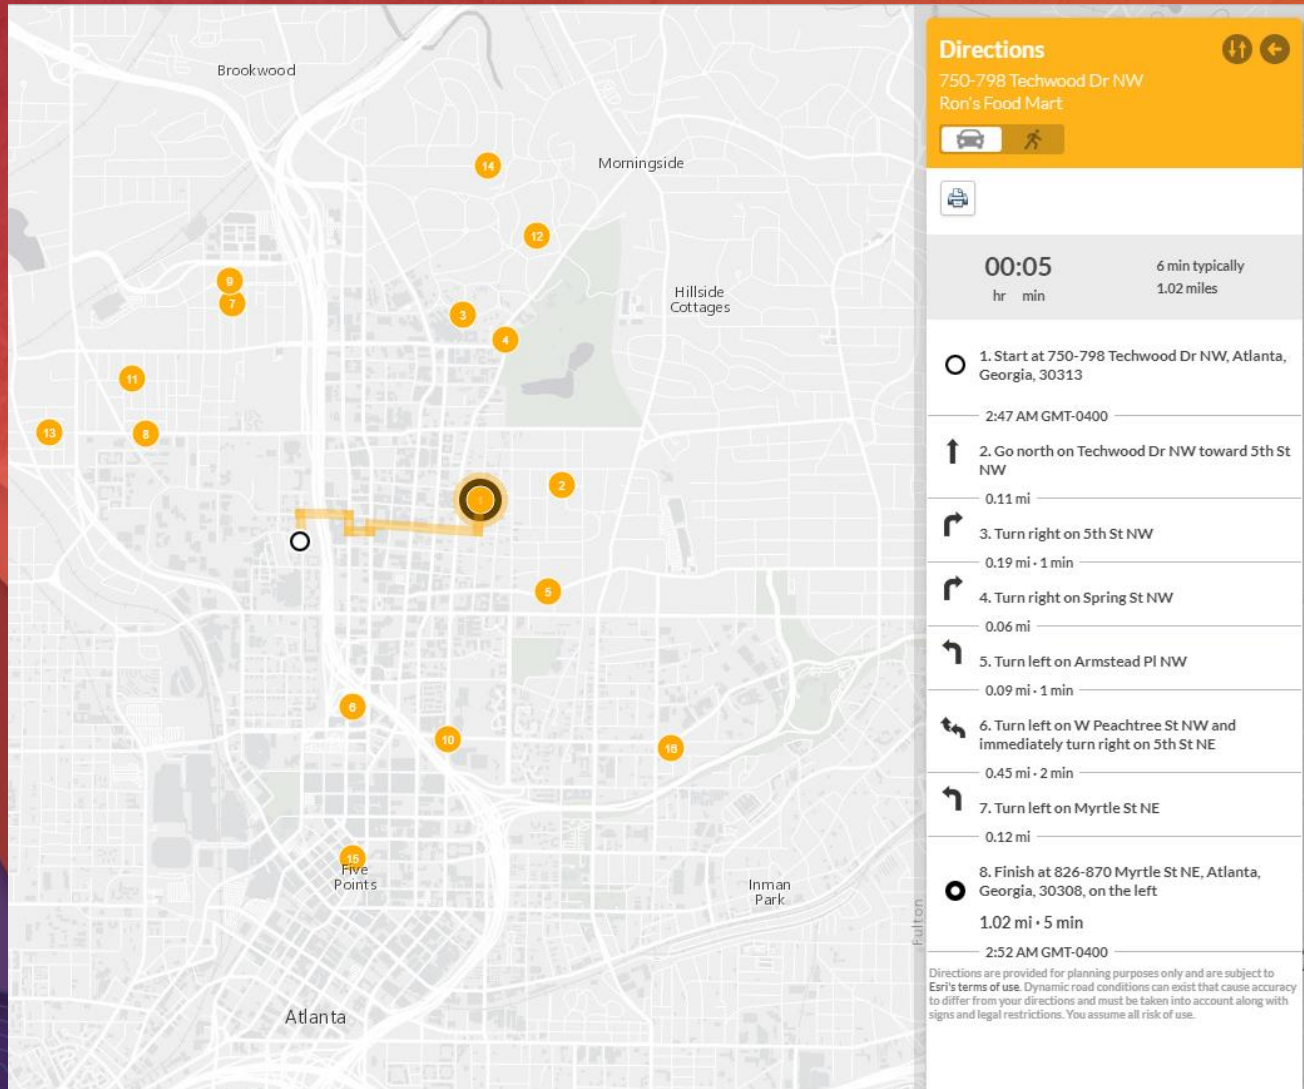 Brookwood
Morningside
14
12
9
7
Hillside
Cottages
3
4
11
13
8
2
1
5
6
10
16
15
Five
Points
Inman
Park
Fulton
Atlanta
Directions
750-798 Techwood Dr NW
Ron's Food Mart
00:05
hr min
6 min typically
1.02 miles
1. Start at 750-798 Techwood Dr NW, Atlanta,
Georgia, 30313
2:47 AM GMT-0400
2. Go north on Techwood Dr NW toward 5th St
NW
0.11 mi
3. Turn right on 5th St NW
0.19 mi · 1 min
4. Turn right on Spring St NW
0.06 mi
5. Turn left on Armstead Pl NW
0.09 mi · 1 min
6. Turn left on W Peachtree St NW and
immediately turn right on 5th St NE
0.45 mi · 2 min
7. Turn left on Myrtle St NE
0.12 mi
8. Finish at 826-870 Myrtle St NE, Atlanta,
Georgia, 30308, on the left
1.02 mi · 5 min
2:52 AM GMT-0400
Directions are provided for planning purposes only and are subject to
Esri's terms of use. Dynamic road conditions can exist that cause accuracy
to differ from your directions and must be taken into account along with
signs and legal restrictions. You assume all risk of use.